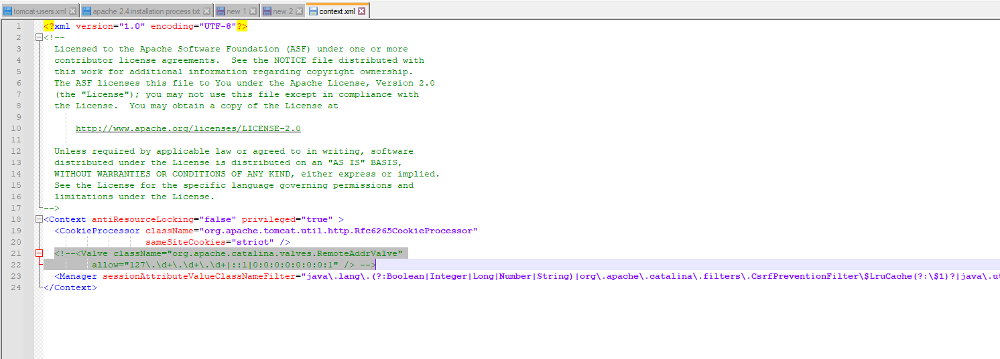 tomcat-users.xml apache 2.4 installation process.txt new 1 new 2 context.xml
1 <?xml version="1.0" encoding="UTF-8"?>
2 <!--
3 Licensed to the Apache Software Foundation (ASF) under one or more
4 contributor license agreements.  See the NOTICE file distributed with
5 this work for additional information regarding copyright ownership.
6 The ASF licenses this file to You under the Apache License, Version 2.0
7 (the "License"); you may not use this file except in compliance with
8 the License.  You may obtain a copy of the License at
9
10 http://www.apache.org/licenses/LICENSE-2.0
11
12 Unless required by applicable law or agreed to in writing, software
13 distributed under the License is distributed on an "AS IS" BASIS,
14 WITHOUT WARRANTIES OR CONDITIONS OF ANY KIND, either express or implied.
15 See the License for the specific language governing permissions and
16 limitations under the License.
17 -->
18 <Context antiResourceLocking="false" privileged="true" >
19 <CookieProcessor className="org.apache.tomcat.util.http.Rfc6265CookieProcessor"
20 sameSiteCookies="strict" />
21 <!--<Valve className="org.apache.catalina.valves.RemoteAddrValve"
22 allow="127\.\d+\.\d+\.\d+|::1|0:0:0:0:0:0:0:1" /> -->
23 <Manager sessionAttributeValueClassNameFilter="java\.lang\.(?:Boolean|Integer|Long|Number|String)|org\.apache\.catalina\.filters\.CsrfPreventionFilter\$LruCache(?:\$1)?|java\.ut
24 </Context>